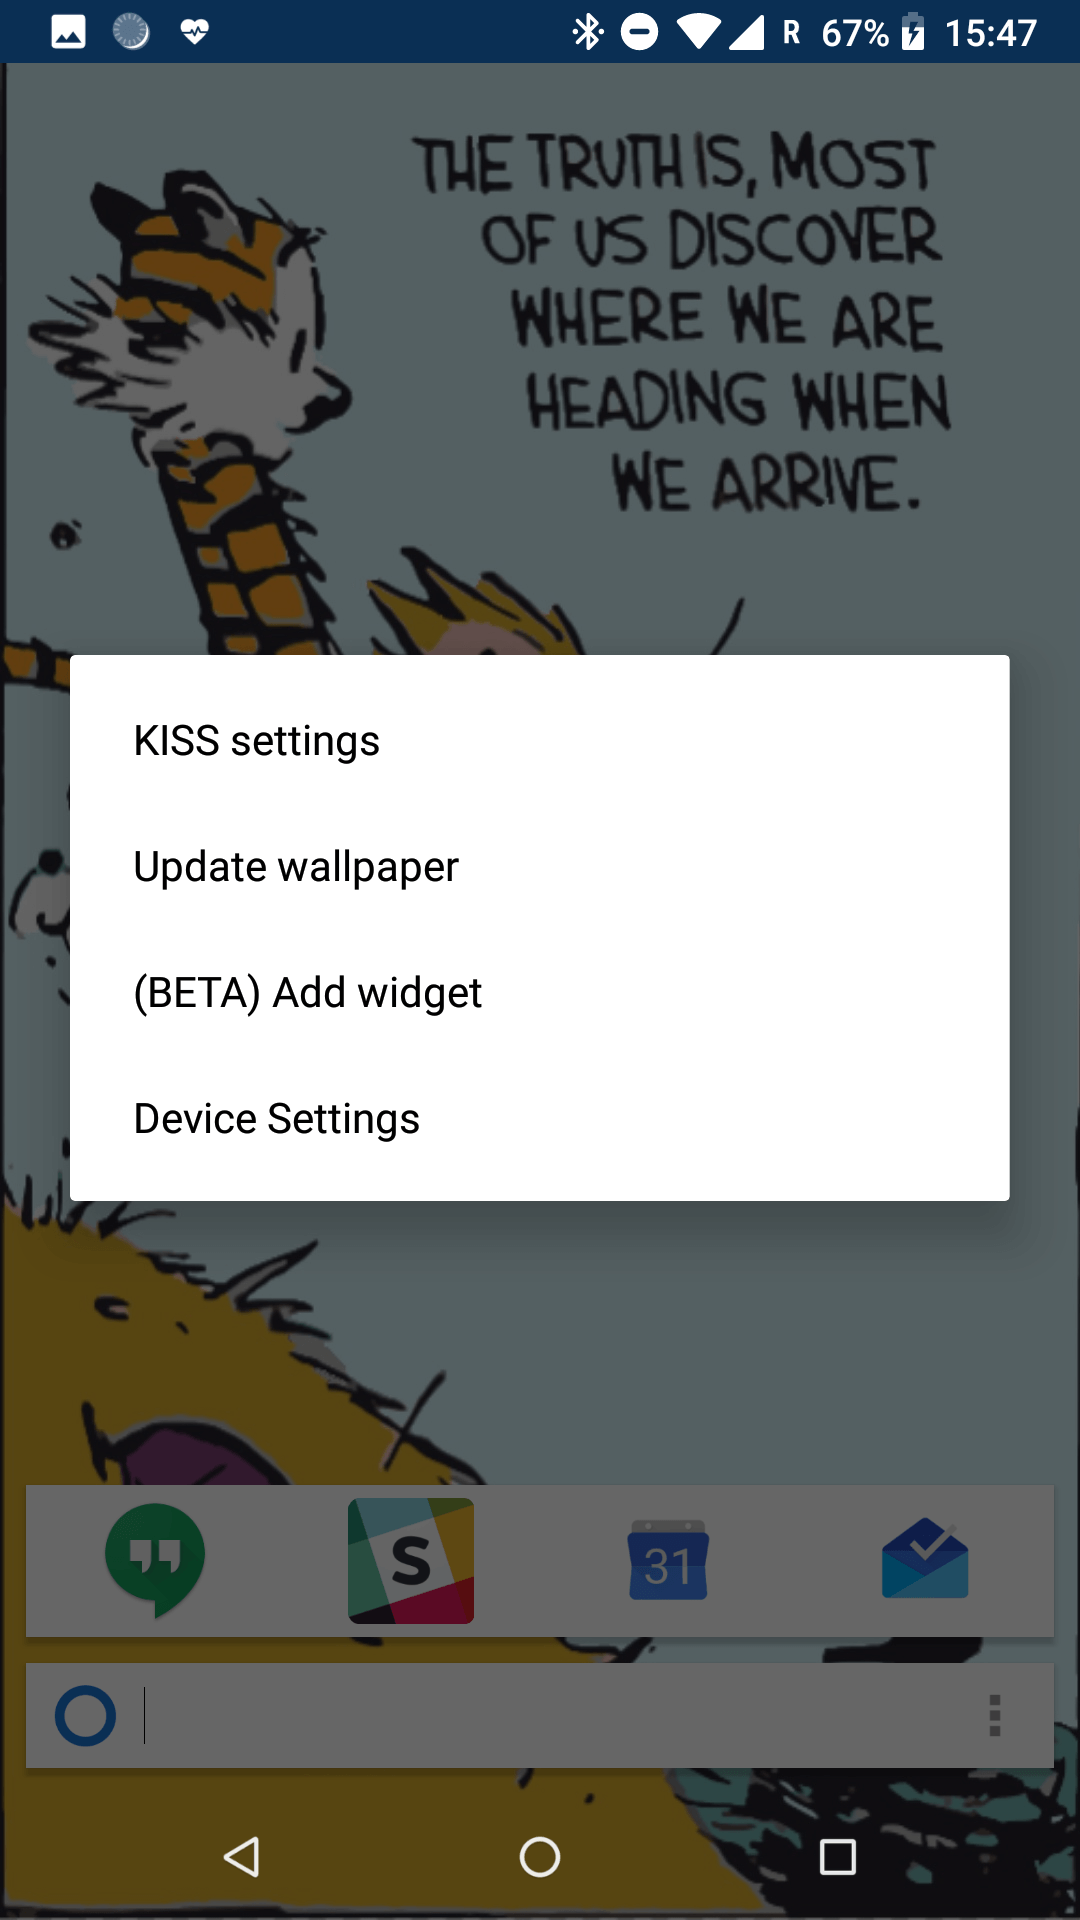 R 67% 15:47
THE TRUTH IS, MOST
OF US DISCOVER
WHERE WE ARE
HEADING WHEN
WE ARRIVE.
KISS settings
Update wallpaper
(BETA) Add widget
Device Settings
S
31